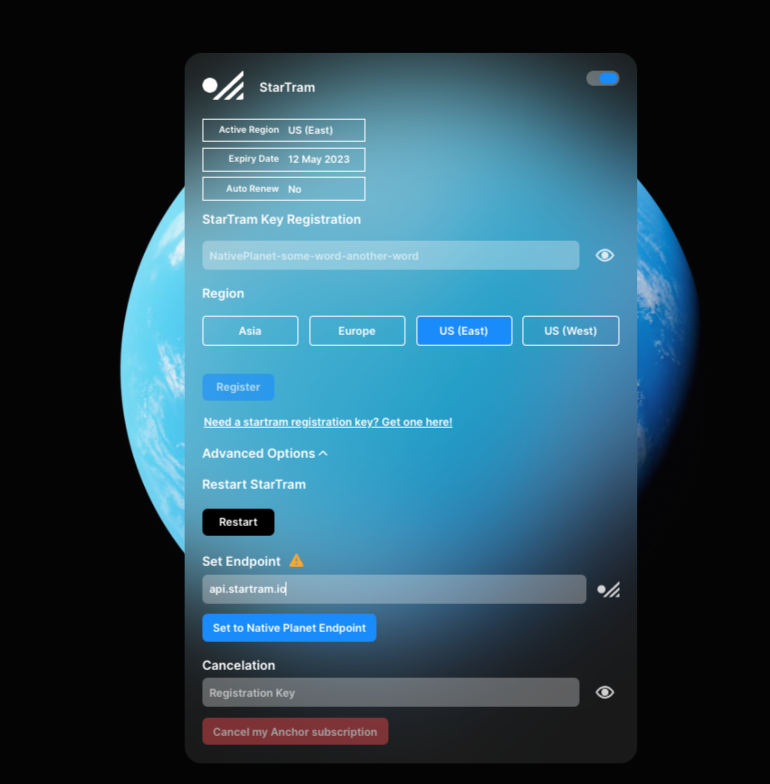 StarTram
Active Region US (East)
Expiry Date 12 May 2023
Auto Renew No
StarTram Key Registration
NativePlanet-some-word-another-word
Region
Asia Europe US (East) US (West)
Register
Need a startram registration key? Get one here!
Advanced Options
Restart StarTram
Restart
Set Endpoint
api.startram.io
Set to Native Planet Endpoint
Cancelation
Registration Key
Cancel my Anchor subscription